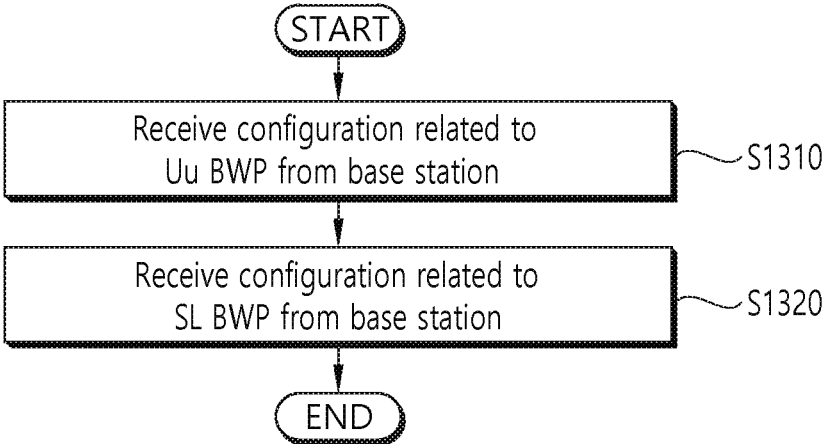 START
Receive configuration related to
Uu BWP from base station
S1310
Receive configuration related to
SL BWP from base station
S1320
END